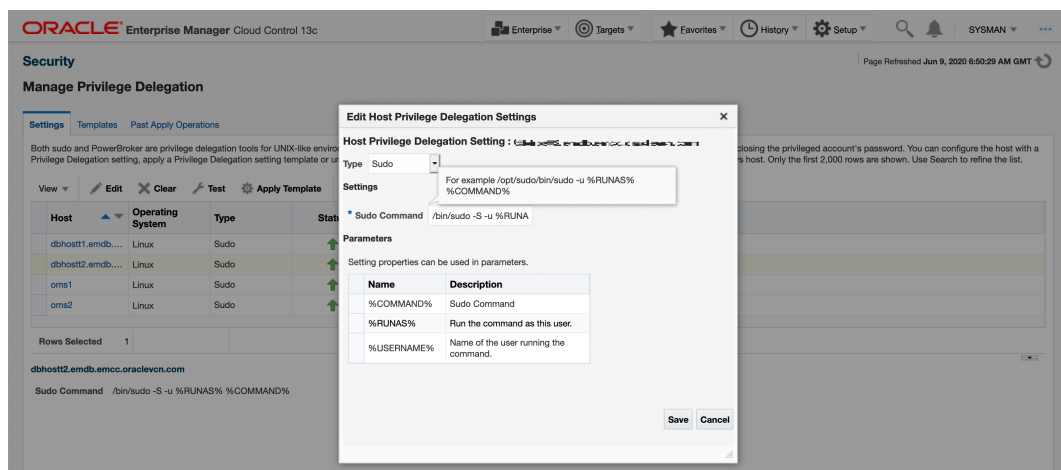 ORACLE® Enterprise Manager Cloud Control 13c
Enterprise Targets Favorites History Setup SYSMAN
Security
Page Refreshed Jun 9, 2020 6:50:29 AM GMT
Manage Privilege Delegation
Settings Templates Past Apply Operations
Both sudo and PowerBroker are privilege delegation tools for UNIX-like enviro
closing the privileged account's password. You can configure the host with a
Privilege Delegation setting, apply a Privilege Delegation setting template or ur
s host. Only the first 2,000 rows are shown. Use Search to refine the list.
View Edit Clear Test Apply Template
Host Operating System Type Statu
dbhostt1.emdb.... Linux Sudo
dbhostt2.emdb.... Linux Sudo
oms1 Linux Sudo
oms2 Linux Sudo
Rows Selected 1
dbhostt2.emdb.emcc.oraclevcn.com
Sudo Command /bin/sudo -S -u %RUNAS% %COMMAND%
Edit Host Privilege Delegation Settings
Host Privilege Delegation Setting :
Type Sudo
For example /opt/sudo/bin/sudo -u %RUNAS%
%COMMAND%
Settings
* Sudo Command /bin/sudo -S -u %RUNA
Parameters
Setting properties can be used in parameters.
Name Description
%COMMAND% Sudo Command
%RUNAS% Run the command as this user.
%USERNAME% Name of the user running the
command.
Save Cancel